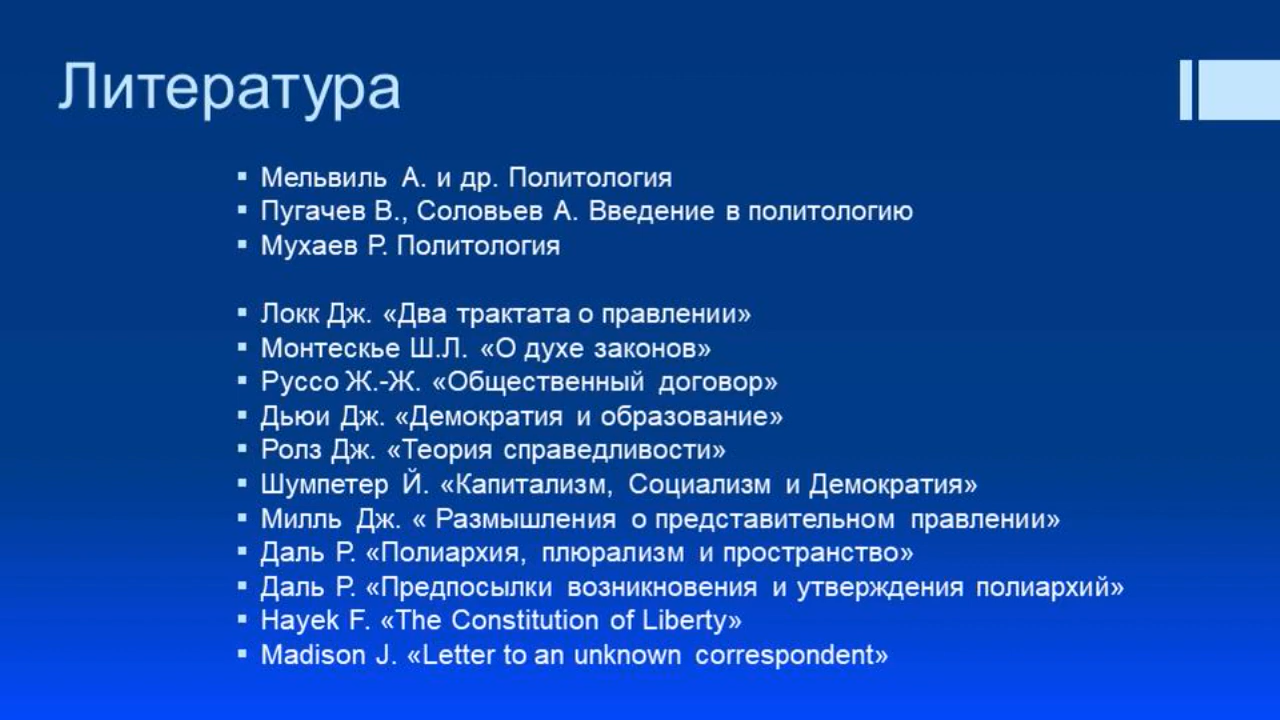 Литература
▪ Мельвиль А. и др. Политология
▪ Пугачев В., Соловьев А. Введение в политологию
▪ Мухаев Р. Политология
▪ Локк Дж. «Два трактата о правлении»
▪ Монтескье Ш.Л. «О духе законов»
▪ Руссо Ж.-Ж. «Общественный договор»
▪ Дьюи Дж. «Демократия и образование»
▪ Ролз Дж. «Теория справедливости»
▪ Шумпетер Й. «Капитализм, Социализм и Демократия»
▪ Милль Дж. « Размышления о представительном правлении»
▪ Даль Р. «Полиархия, плюрализм и пространство»
▪ Даль Р. «Предпосылки возникновения и утверждения полиархий»
▪ Hayek F. «The Constitution of Liberty»
▪ Madison J. «Letter to an unknown correspondent»